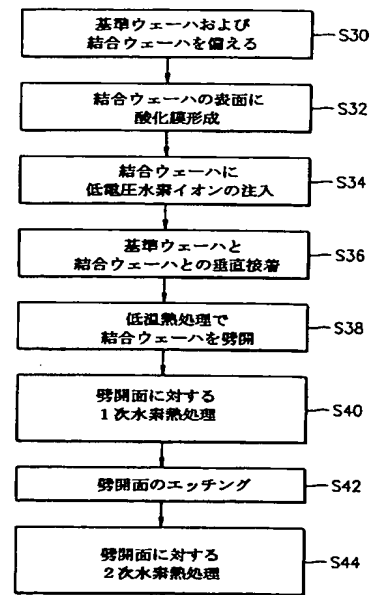 基準ウェーハおよび
結合ウェーハを備える
S30
結合ウェーハの表面に
酸化膜形成
S32
結合ウェーハに
低電圧水素イオンの注入
S34
基準ウェーハと
結合ウェーハとの垂直接着
S36
低温熱処理で
結合ウェーハを劈開
S38
劈開面に対する
1次水素熱処理
S40
劈開面のエッチング
S42
劈開面に対する
2次水素熱処理
S44